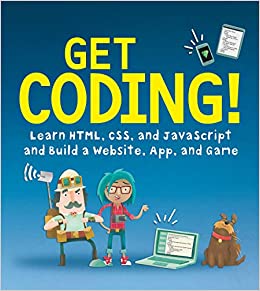 GET
CODING!
Learn HTML, CSS, and JavaScript
and Build a Website, App, and Game